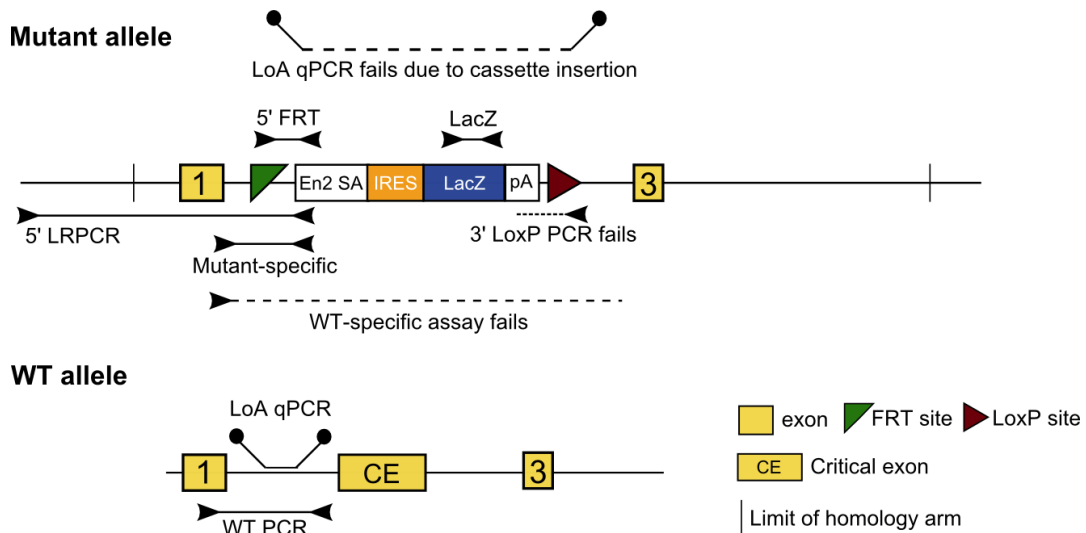 Mutant allele
LoA qPCR fails due to cassette insertion
5' FRT
LacZ
1
En2 SA
IRES
LacZ
pA
3
5' LRPCR
3' LoxP PCR fails
Mutant-specific
WT-specific assay fails
WT allele
LoA qPCR
1
CE
3
WT PCR
exon
FRT site
LoxP site
CE
Critical exon
Limit of homology arm